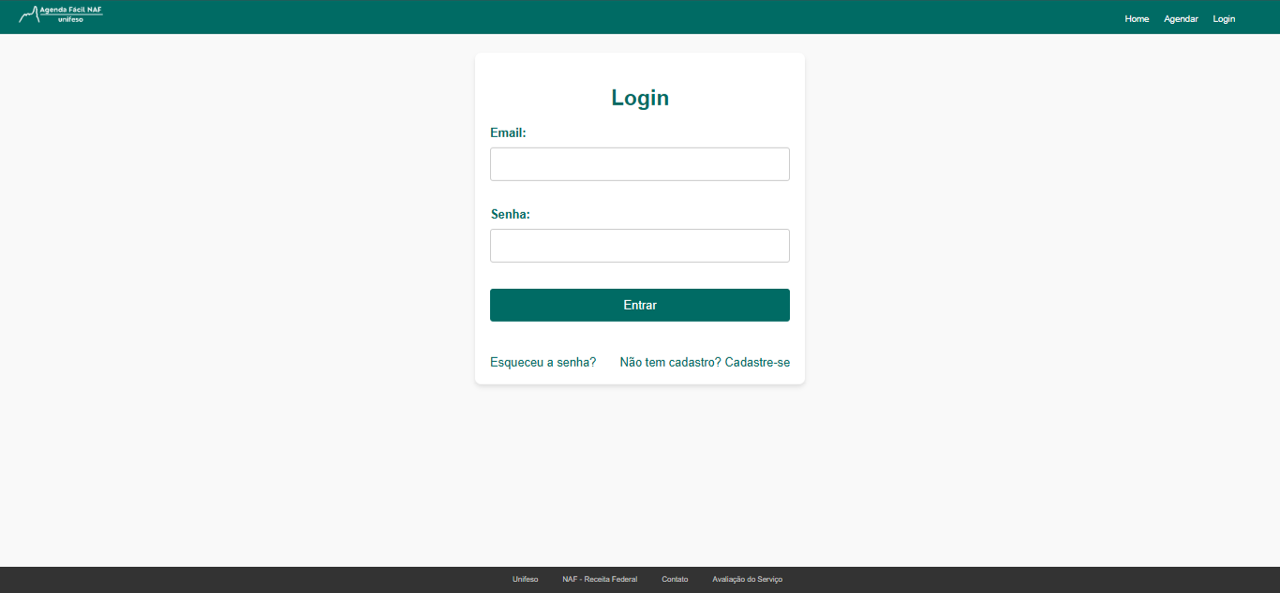 Agenda Fácil NAF
unifeso
Home Agendar Login
Login
Email:
Senha:
Entrar
Esqueceu a senha? Não tem cadastro? Cadastre-se
Unifeso NAF - Receita Federal Contato Avaliação do Serviço